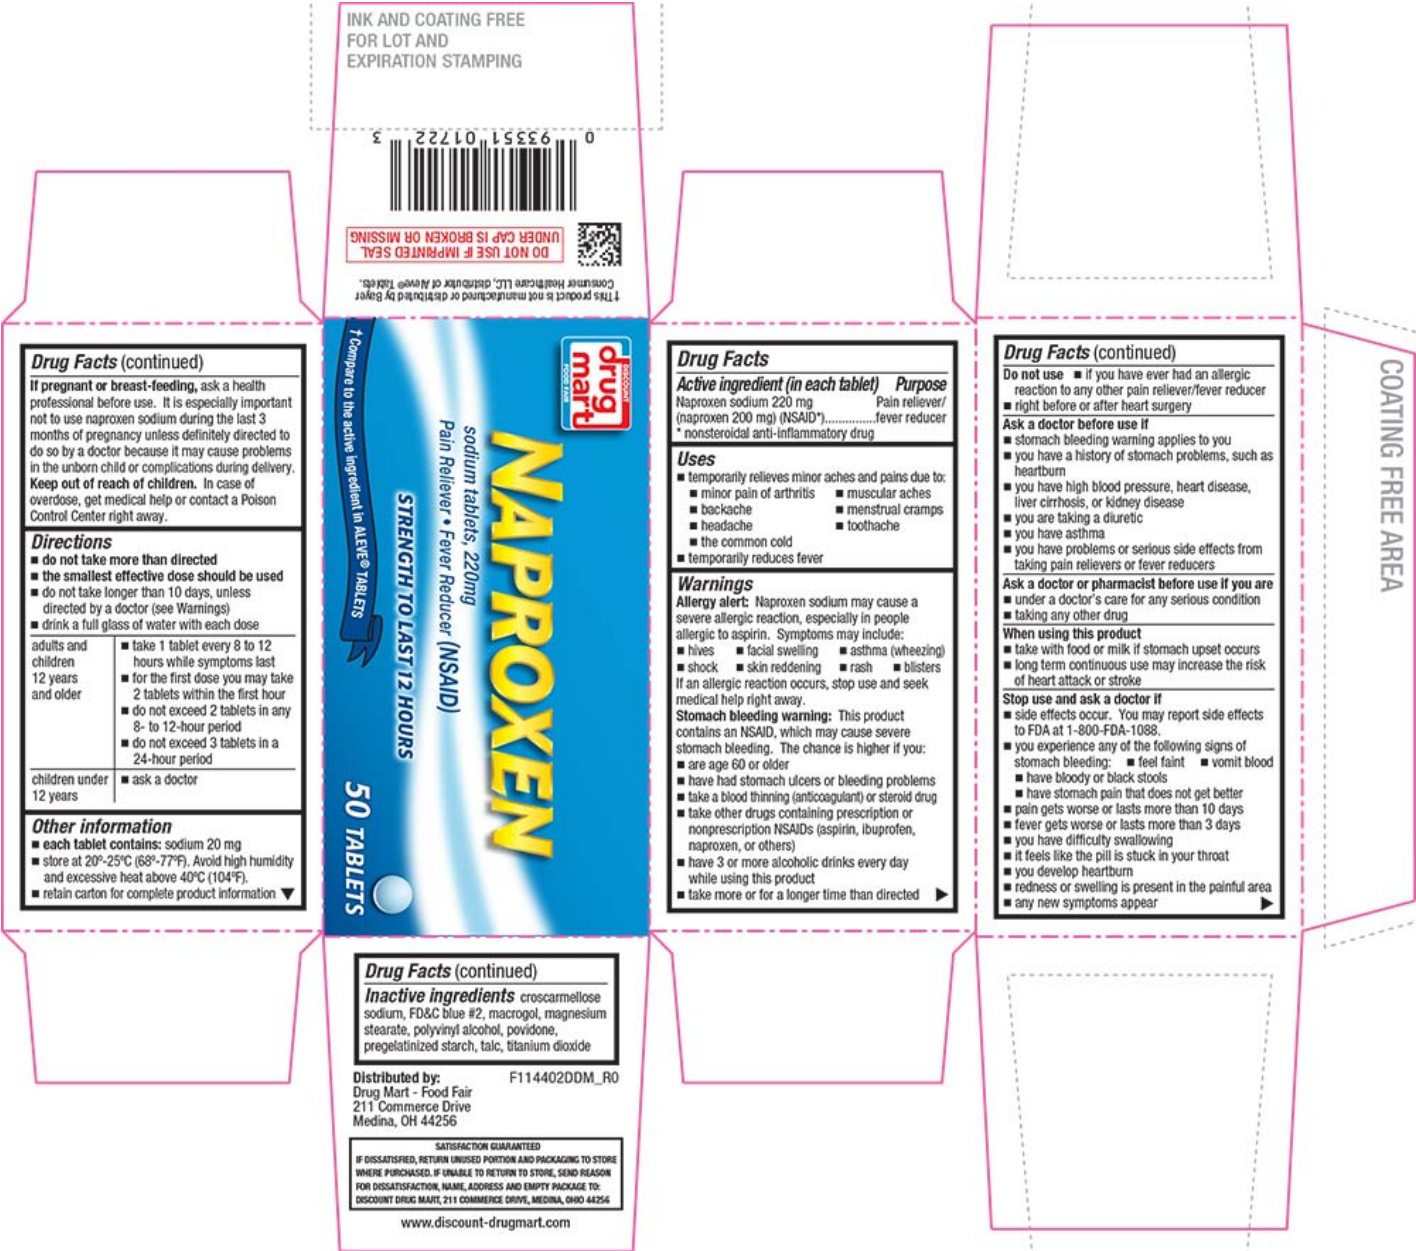 INK AND COATING FREE
FOR LOT AND
EXPIRATION STAMPING
0 93351 01722 3
DO NOT USE IF IMPRINTED SEAL
UNDER CAP IS BROKEN OR MISSING
†This product is not manufactured or distributed by Bayer
Consumer Healthcare LLC, distributor of Aleve® Tablets.
Drug Facts (continued)
If pregnant or breast-feeding, ask a health
professional before use. It is especially important
not to use naproxen sodium during the last 3
months of pregnancy unless definitely directed to
do so by a doctor because it may cause problems
in the unborn child or complications during delivery.
Keep out of reach of children. In case of
overdose, get medical help or contact a Poison
Control Center right away.
Directions
■ do not take more than directed
■ the smallest effective dose should be used
■ do not take longer than 10 days, unless
directed by a doctor (see Warnings)
■ drink a full glass of water with each dose
adults and
children
12 years
and older
■ take 1 tablet every 8 to 12
hours while symptoms last
■ for the first dose you may take
2 tablets within the first hour
■ do not exceed 2 tablets in any
8- to 12-hour period
■ do not exceed 3 tablets in a
24-hour period
children under
12 years
■ ask a doctor
Other information
■ each tablet contains: sodium 20 mg
■ store at 20º-25ºC (68º-77ºF). Avoid high humidity
and excessive heat above 40ºC (104ºF).
■ retain carton for complete product information ▼
DISCOUNT
drug
mart
FOOD FAIR
NAPROXEN
sodium tablets, 220mg
Pain Reliever • Fever Reducer (NSAID)
STRENGTH TO LAST 12 HOURS
† Compare to the active ingredient in ALEVE® TABLETS
50 TABLETS
Drug Facts
Active ingredient (in each tablet) Purpose
Naproxen sodium 220 mg Pain reliever/
(naproxen 200 mg) (NSAID*)...............fever reducer
* nonsteroidal anti-inflammatory drug
Uses
■ temporarily relieves minor aches and pains due to:
■ minor pain of arthritis ■ muscular aches
■ backache ■ menstrual cramps
■ headache ■ toothache
■ the common cold
■ temporarily reduces fever
Warnings
Allergy alert: Naproxen sodium may cause a
severe allergic reaction, especially in people
allergic to aspirin. Symptoms may include:
■ hives ■ facial swelling ■ asthma (wheezing)
■ shock ■ skin reddening ■ rash ■ blisters
If an allergic reaction occurs, stop use and seek
medical help right away.
Stomach bleeding warning: This product
contains an NSAID, which may cause severe
stomach bleeding. The chance is higher if you:
■ are age 60 or older
■ have had stomach ulcers or bleeding problems
■ take a blood thinning (anticoagulant) or steroid drug
■ take other drugs containing prescription or
nonprescription NSAIDs (aspirin, ibuprofen,
naproxen, or others)
■ have 3 or more alcoholic drinks every day
while using this product
■ take more or for a longer time than directed ▶
Drug Facts (continued)
Do not use ■ if you have ever had an allergic
reaction to any other pain reliever/fever reducer
■ right before or after heart surgery
Ask a doctor before use if
■ stomach bleeding warning applies to you
■ you have a history of stomach problems, such as
heartburn
■ you have high blood pressure, heart disease,
liver cirrhosis, or kidney disease
■ you are taking a diuretic
■ you have asthma
■ you have problems or serious side effects from
taking pain relievers or fever reducers
Ask a doctor or pharmacist before use if you are
■ under a doctor's care for any serious condition
■ taking any other drug
When using this product
■ take with food or milk if stomach upset occurs
■ long term continuous use may increase the risk
of heart attack or stroke
Stop use and ask a doctor if
■ side effects occur. You may report side effects
to FDA at 1-800-FDA-1088.
■ you experience any of the following signs of
stomach bleeding: ■ feel faint ■ vomit blood
■ have bloody or black stools
■ have stomach pain that does not get better
■ pain gets worse or lasts more than 10 days
■ fever gets worse or lasts more than 3 days
■ you have difficulty swallowing
■ it feels like the pill is stuck in your throat
■ you develop heartburn
■ redness or swelling is present in the painful area
■ any new symptoms appear ▶
COATING FREE AREA
Drug Facts (continued)
Inactive ingredients croscarmellose
sodium, FD&C blue #2, macrogol, magnesium
stearate, polyvinyl alcohol, povidone,
pregelatinized starch, talc, titanium dioxide
Distributed by: F114402DDM_R0
Drug Mart - Food Fair
211 Commerce Drive
Medina, OH 44256
SATISFACTION GUARANTEED
IF DISSATISFIED, RETURN UNUSED PORTION AND PACKAGING TO STORE
WHERE PURCHASED. IF UNABLE TO RETURN TO STORE, SEND REASON
FOR DISSATISFACTION, NAME, ADDRESS AND EMPTY PACKAGE TO:
DISCOUNT DRUG MART, 211 COMMERCE DRIVE, MEDINA, OHIO 44256
www.discount-drugmart.com